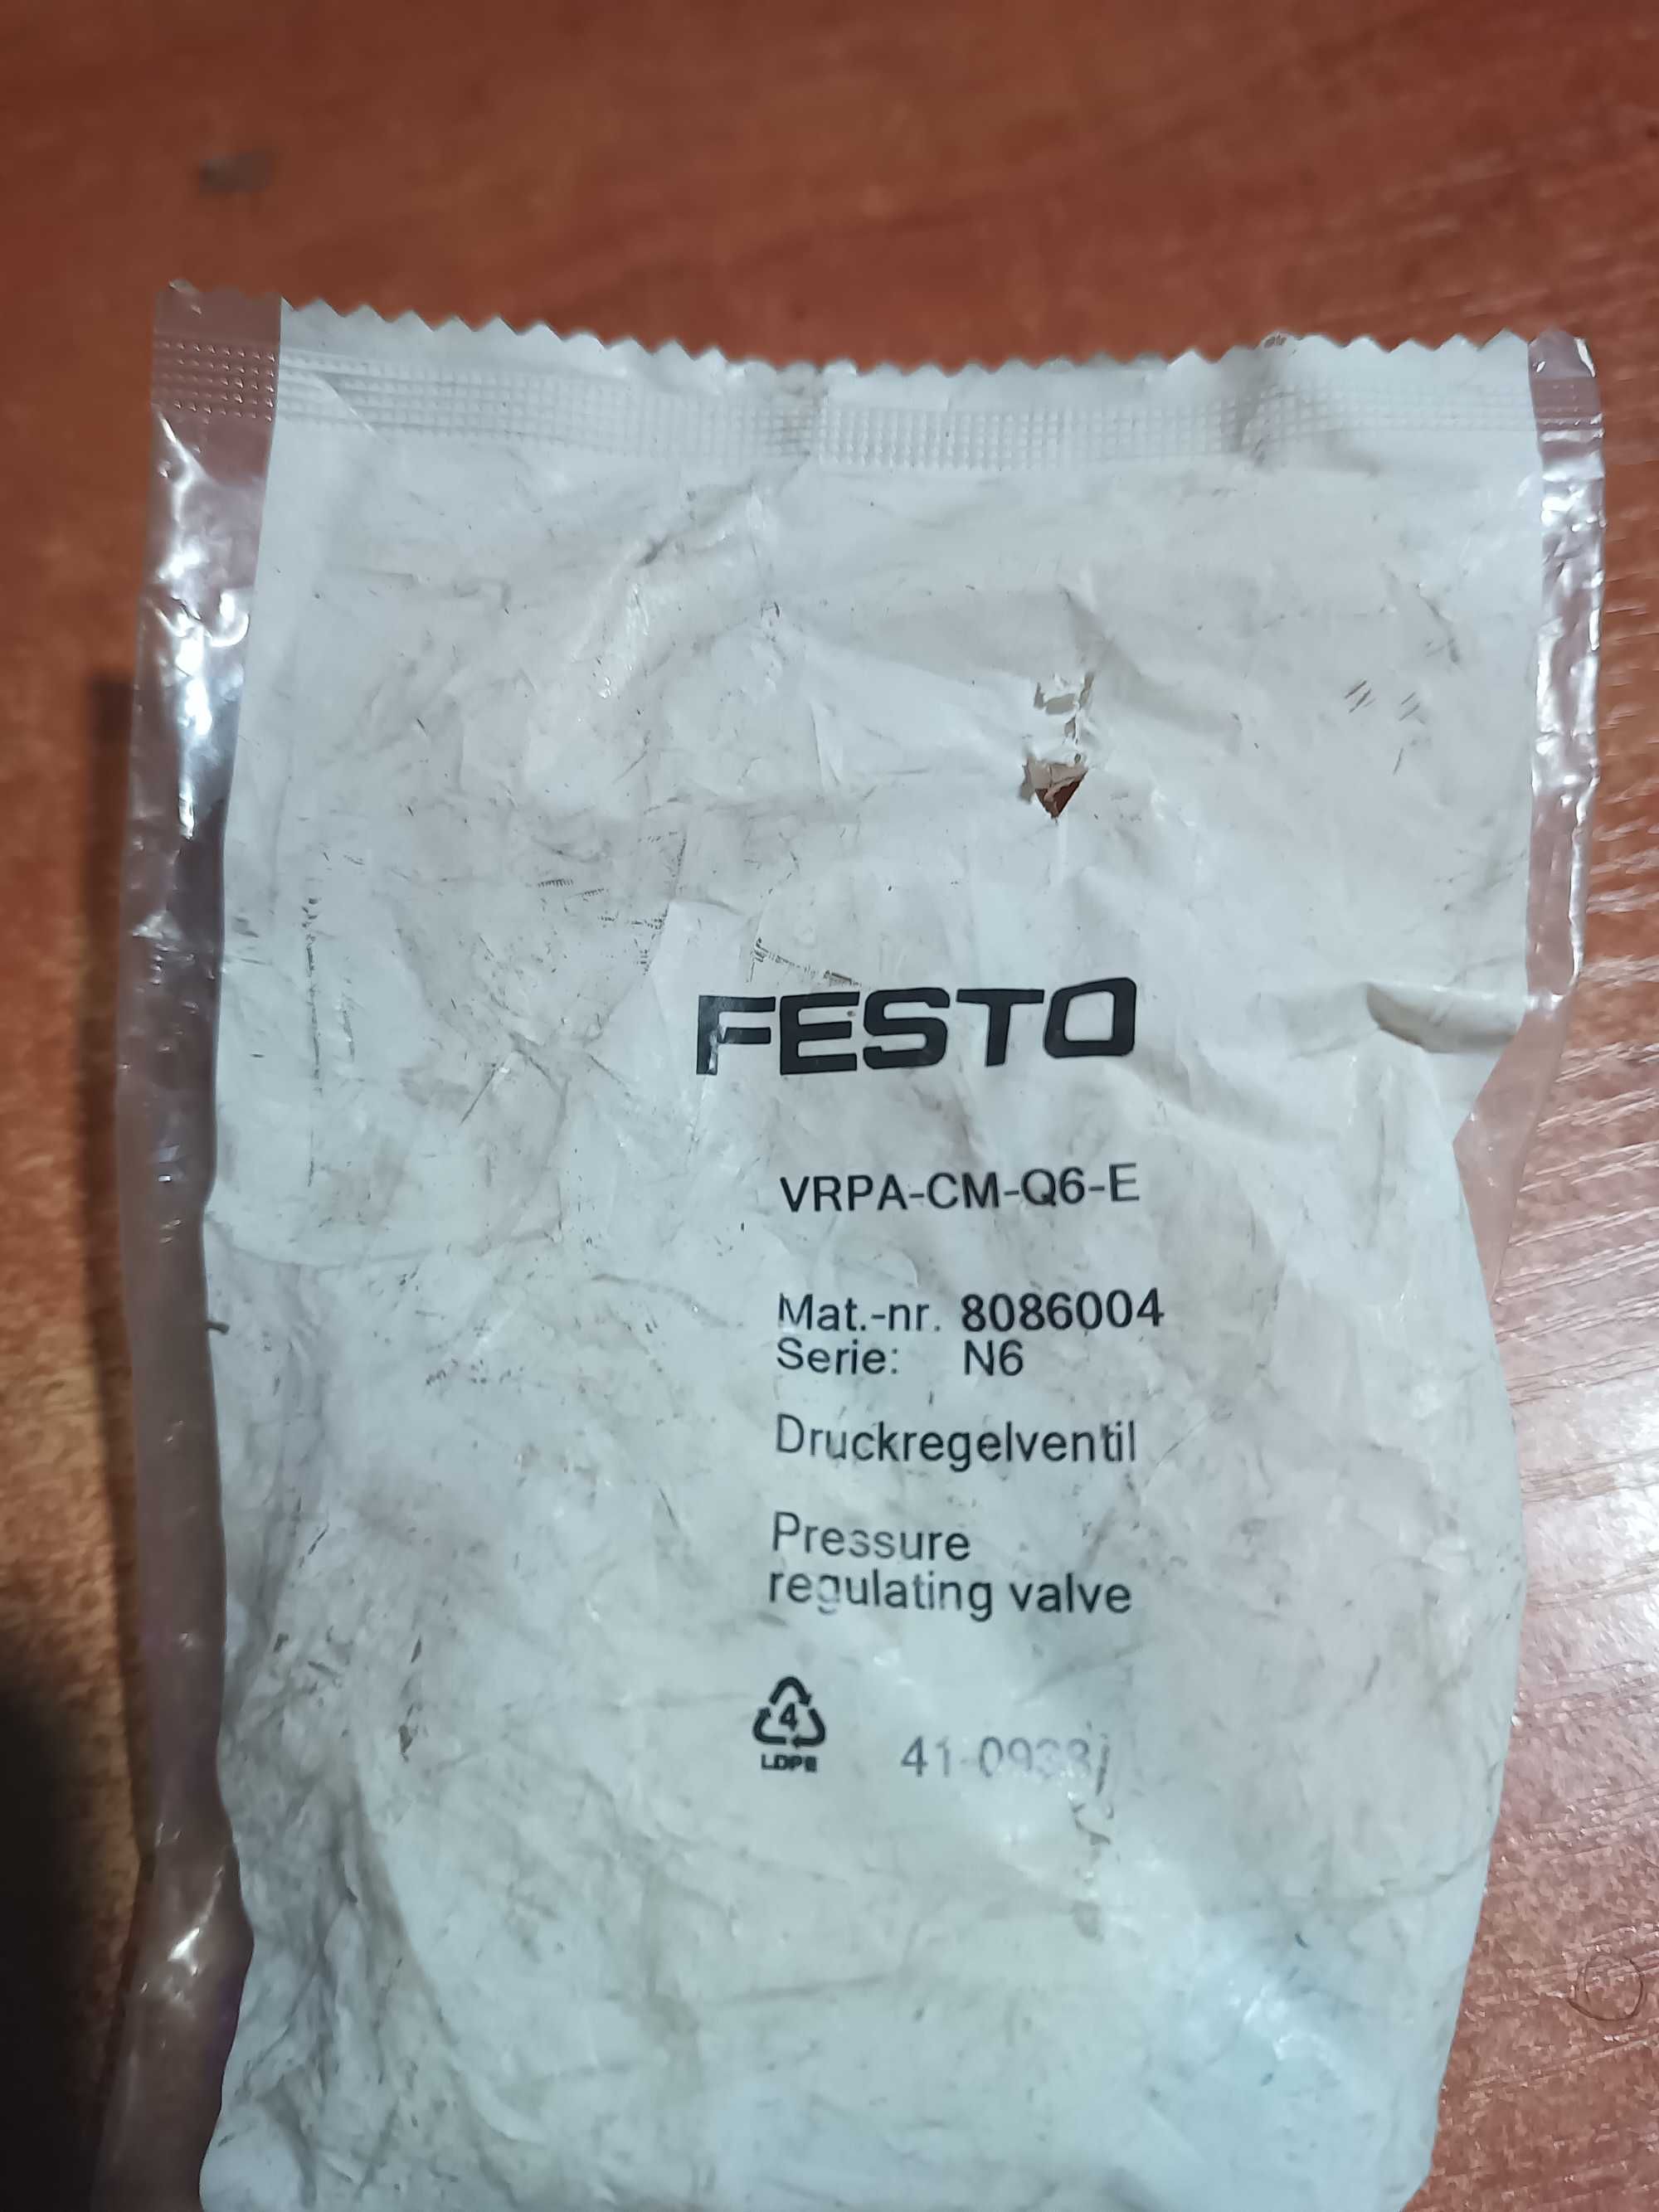 FESTO
VRPA-CM-Q6-E
Mat.-nr. 8086004
Serie: N6
Druckregelventil
Pressure
regulating valve
4
LDPE